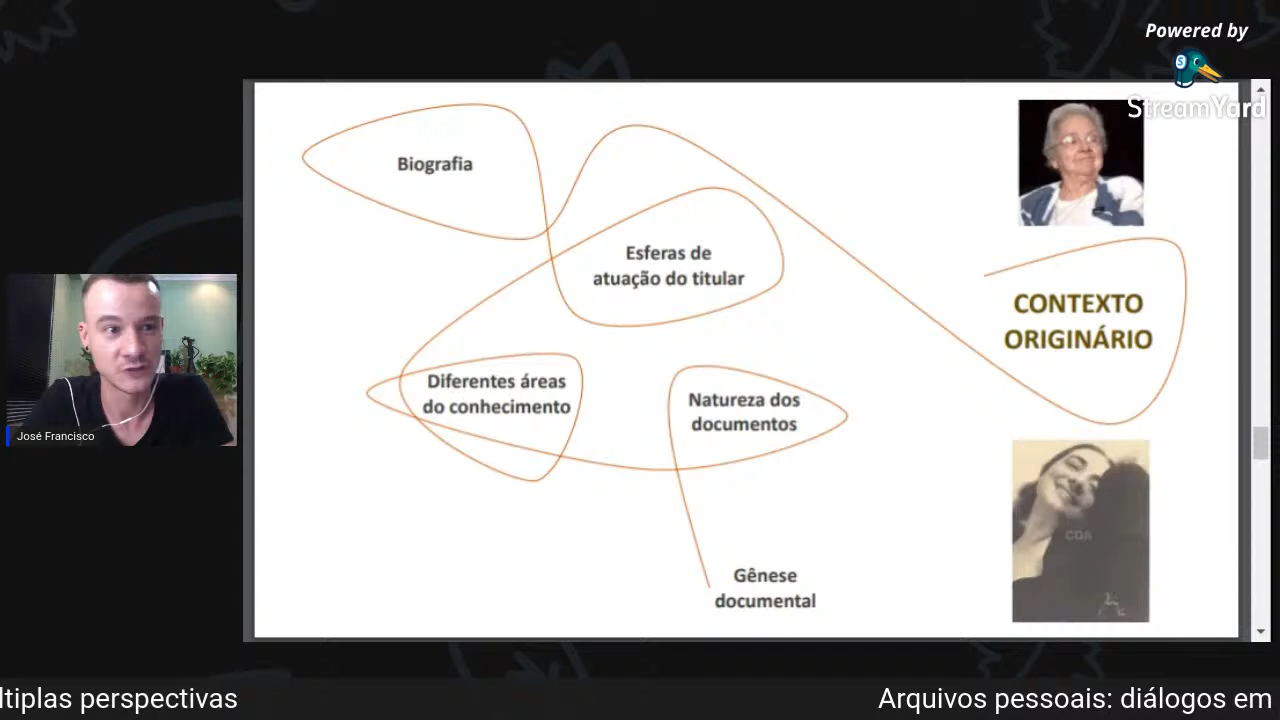 Powered by
StreamYard
Biografia
Esferas de
atuação do titular
CONTEXTO
ORIGINÁRIO
Diferentes áreas
do conhecimento
Natureza dos
documentos
José Francisco
CDA
Gênese
documental
ltiplas perspectivas
Arquivos pessoais: diálogos em